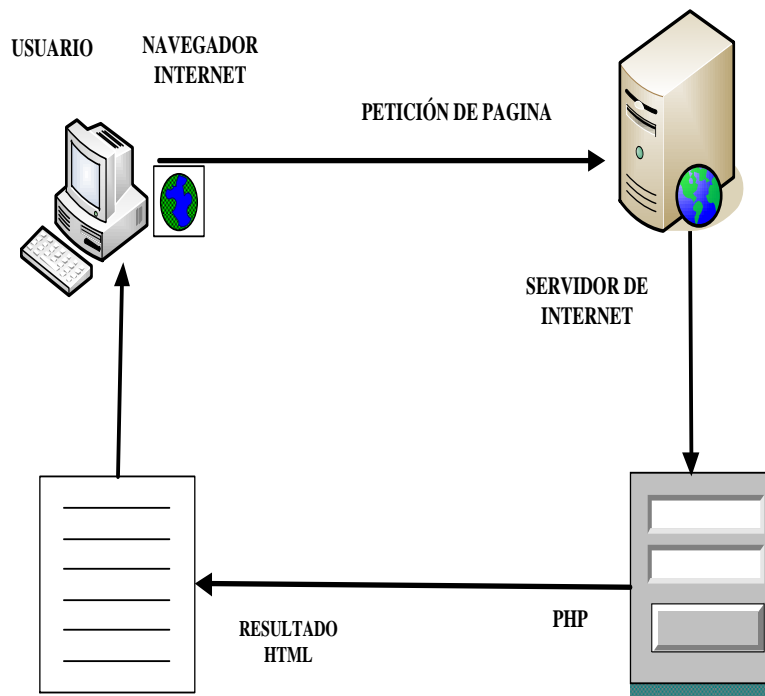 USUARIO
NAVEGADOR
INTERNET
PETICIÓN DE PAGINA
SERVIDOR DE
INTERNET
RESULTADO
HTML
PHP